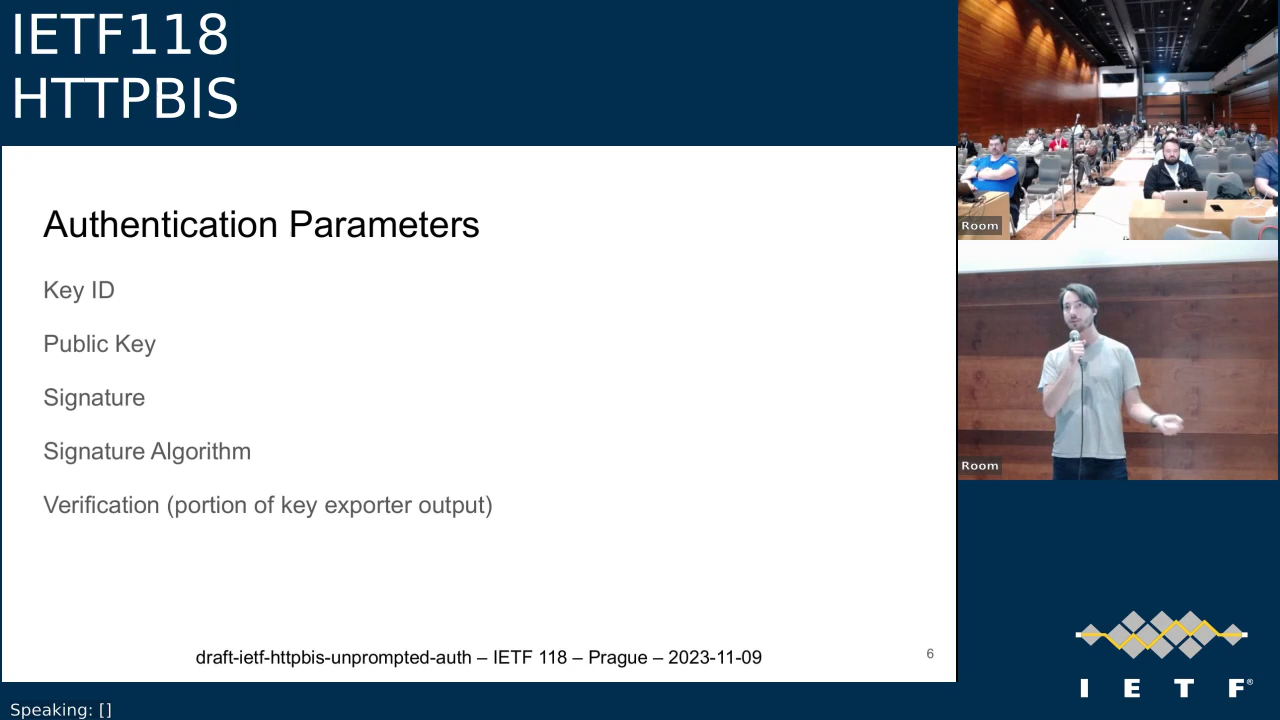 IETF118
HTTPBIS
Authentication Parameters
Key ID
Public Key
Signature
Signature Algorithm
Verification (portion of key exporter output)
draft-ietf-httpbis-unprompted-auth – IETF 118 – Prague – 2023-11-09
6
Room
Room
I E T F®
Speaking: []